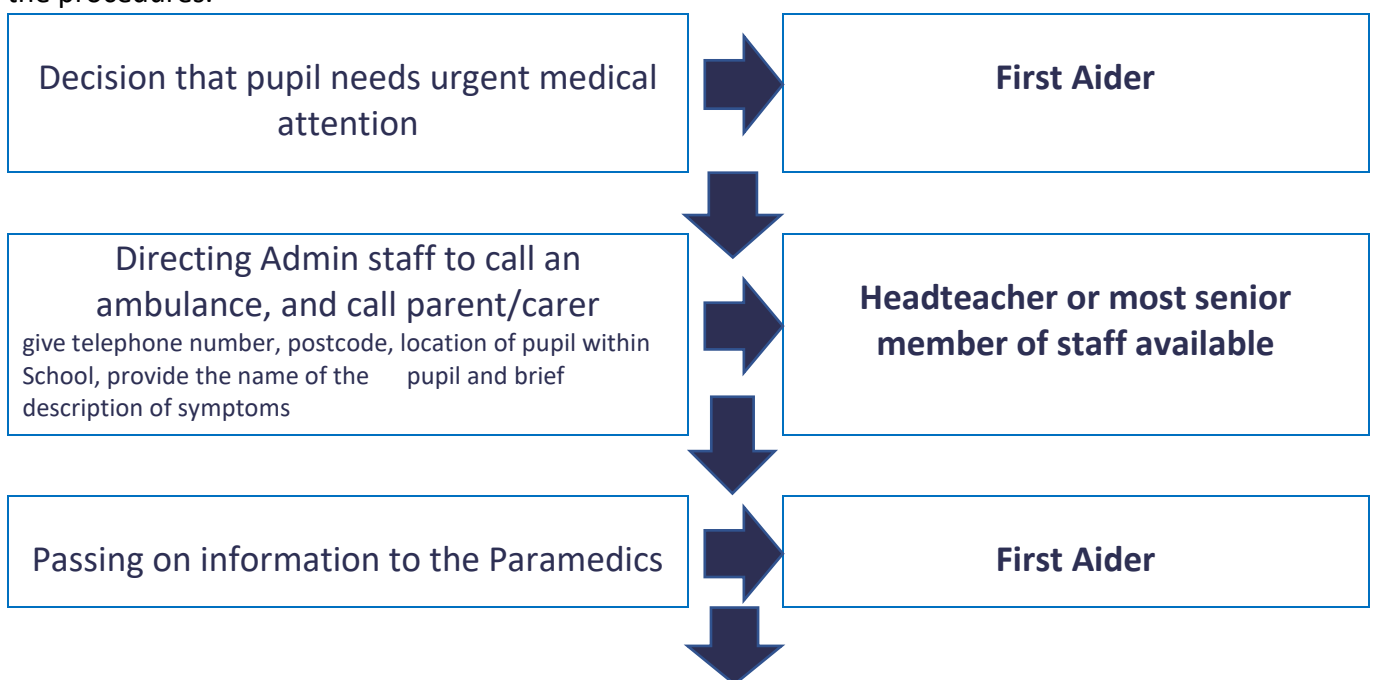 the procedures.
Decision that pupil needs urgent medical
attention
First Aider
Directing Admin staff to call an
ambulance, and call parent/carer
give telephone number, postcode, location of pupil within
School, provide the name of the pupil and brief
description of symptoms
Headteacher or most senior
member of staff available
Passing on information to the Paramedics
First Aider